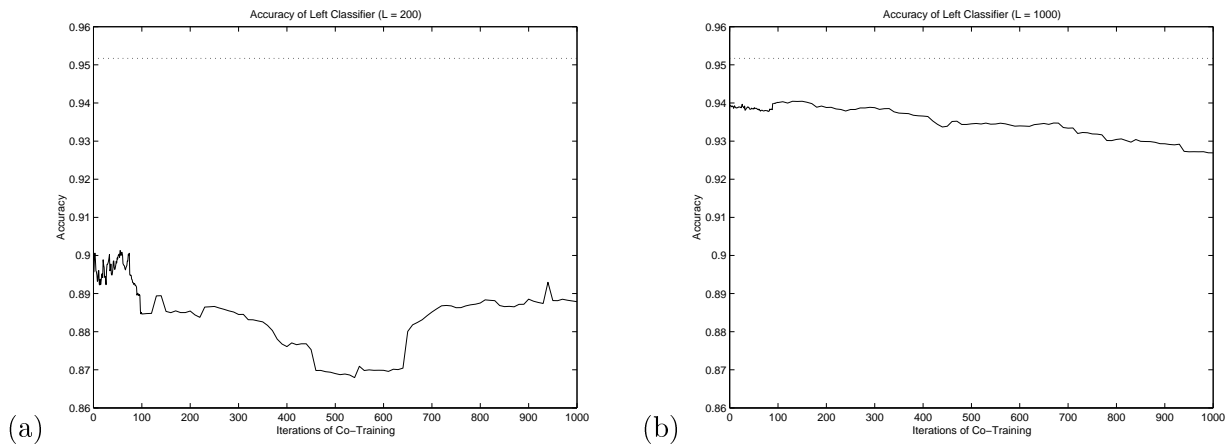 Accuracy of Left Classifier (L = 200)
0.96
0.95
0.94
0.93
0.92
0.91
0.9
0.89
0.88
0.87
0.86
Accuracy
0 100 200 300 400 500 600 700 800 900 1000
Iterations of Co−Training
(a)
Accuracy of Left Classifier (L = 1000)
0.96
0.95
0.94
0.93
0.92
0.91
0.9
0.89
0.88
0.87
0.86
Accuracy
0 100 200 300 400 500 600 700 800 900 1000
Iterations of Co−Training
(b)